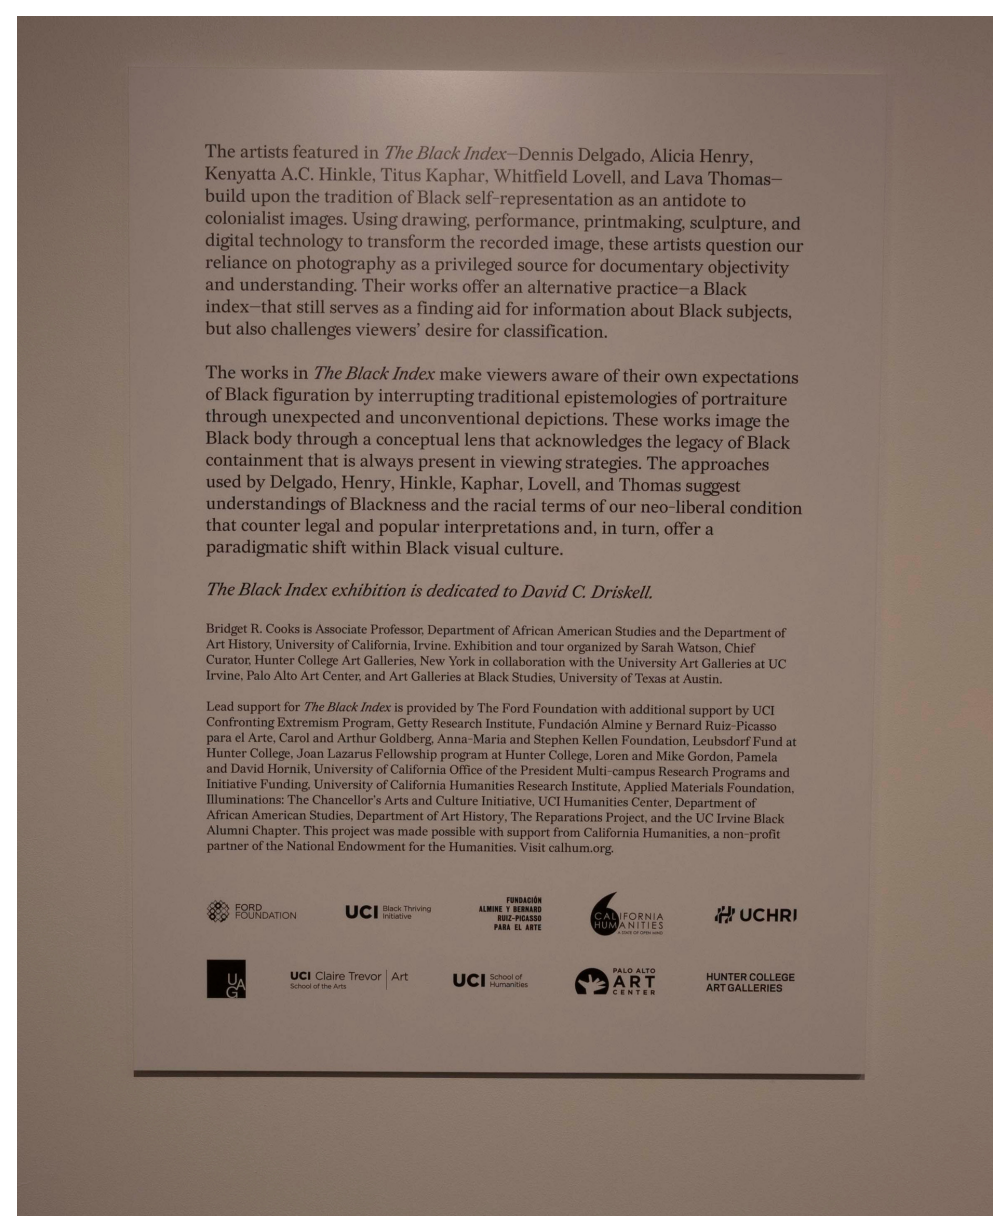 The artists featured in The Black Index—Dennis Delgado, Alicia Henry,
Kenyatta A.C. Hinkle, Titus Kaphar, Whitfield Lovell, and Lava Thomas—
build upon the tradition of Black self-representation as an antidote to
colonialist images. Using drawing, performance, printmaking, sculpture, and
digital technology to transform the recorded image, these artists question our
reliance on photography as a privileged source for documentary objectivity
and understanding. Their works offer an alternative practice—a Black
index—that still serves as a finding aid for information about Black subjects,
but also challenges viewers’ desire for classification.
The works in The Black Index make viewers aware of their own expectations
of Black figuration by interrupting traditional epistemologies of portraiture
through unexpected and unconventional depictions. These works image the
Black body through a conceptual lens that acknowledges the legacy of Black
containment that is always present in viewing strategies. The approaches
used by Delgado, Henry, Hinkle, Kaphar, Lovell, and Thomas suggest
understandings of Blackness and the racial terms of our neo-liberal condition
that counter legal and popular interpretations and, in turn, offer a
paradigmatic shift within Black visual culture.
The Black Index exhibition is dedicated to David C. Driskell.
Bridget R. Cooks is Associate Professor, Department of African American Studies and the Department of
Art History, University of California, Irvine. Exhibition and tour organized by Sarah Watson, Chief
Curator, Hunter College Art Galleries, New York in collaboration with the University Art Galleries at UC
Irvine, Palo Alto Art Center, and Art Galleries at Black Studies, University of Texas at Austin.
Lead support for The Black Index is provided by The Ford Foundation with additional support by UCI
Confronting Extremism Program, Getty Research Institute, Fundación Almine y Bernard Ruiz-Picasso
para el Arte, Carol and Arthur Goldberg, Anna-Maria and Stephen Kellen Foundation, Leubsdorf Fund at
Hunter College, Joan Lazarus Fellowship program at Hunter College, Loren and Mike Gordon, Pamela
and David Hornik, University of California Office of the President Multi-campus Research Programs and
Initiative Funding, University of California Humanities Research Institute, Applied Materials Foundation,
Illuminations: The Chancellor’s Arts and Culture Initiative, UCI Humanities Center, Department of
African American Studies, Department of Art History, The Reparations Project, and the UC Irvine Black
Alumni Chapter. This project was made possible with support from California Humanities, a non-profit
partner of the National Endowment for the Humanities. Visit calhum.org.
FORD
FOUNDATION
UCI Black Thriving
Initiative
FUNDACIÓN
ALMINE Y BERNARD
RUIZ-PICASSO
PARA EL ARTE
CALIFORNIA
HUMANITIES
A STATE OF OPEN MIND
UCHRI
UAG
UCI Claire Trevor | Art
School of the Arts
UCI School of
Humanities
PALO ALTO
ART
CENTER
HUNTER COLLEGE
ART GALLERIES